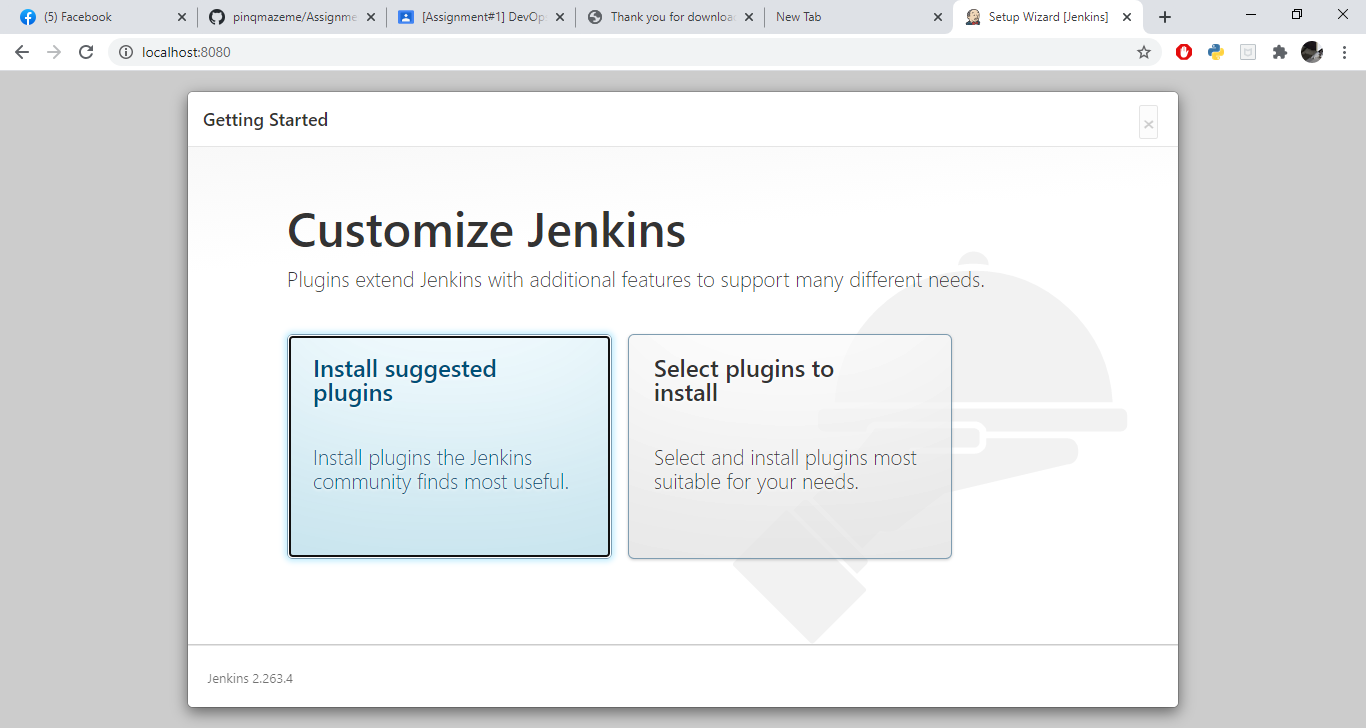 (5) Facebook
pinqmazeme/Assignme
[Assignment#1] DevOp
Thank you for downloa
New Tab
Setup Wizard [Jenkins]
localhost:8080
Getting Started
×
Customize Jenkins
Plugins extend Jenkins with additional features to support many different needs.
Install suggested
plugins
Install plugins the Jenkins
community finds most useful.
Select plugins to
install
Select and install plugins most
suitable for your needs.
Jenkins 2.263.4